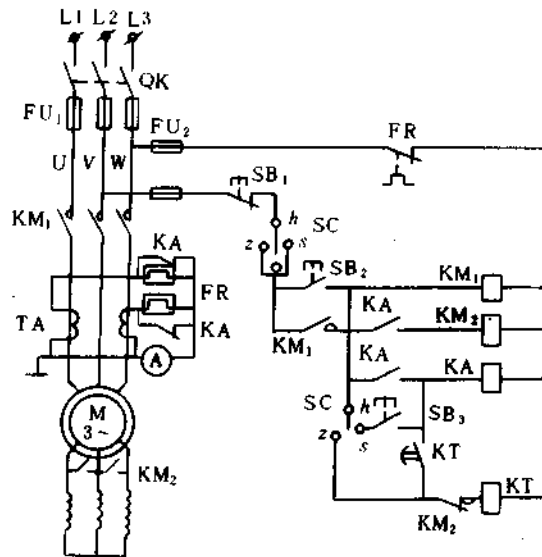 L1 L2 L3
QK
FU₁
FU₂
FR
U V W
SB₁
KM₁
h
SC
z s
KA
SB₂
KM₁
FR
KA
KM₂
TA
KM₁
KA
KA
KA
A
SC h
SB₃
z s
M
3~
KT
KM₂
KT
KM₂